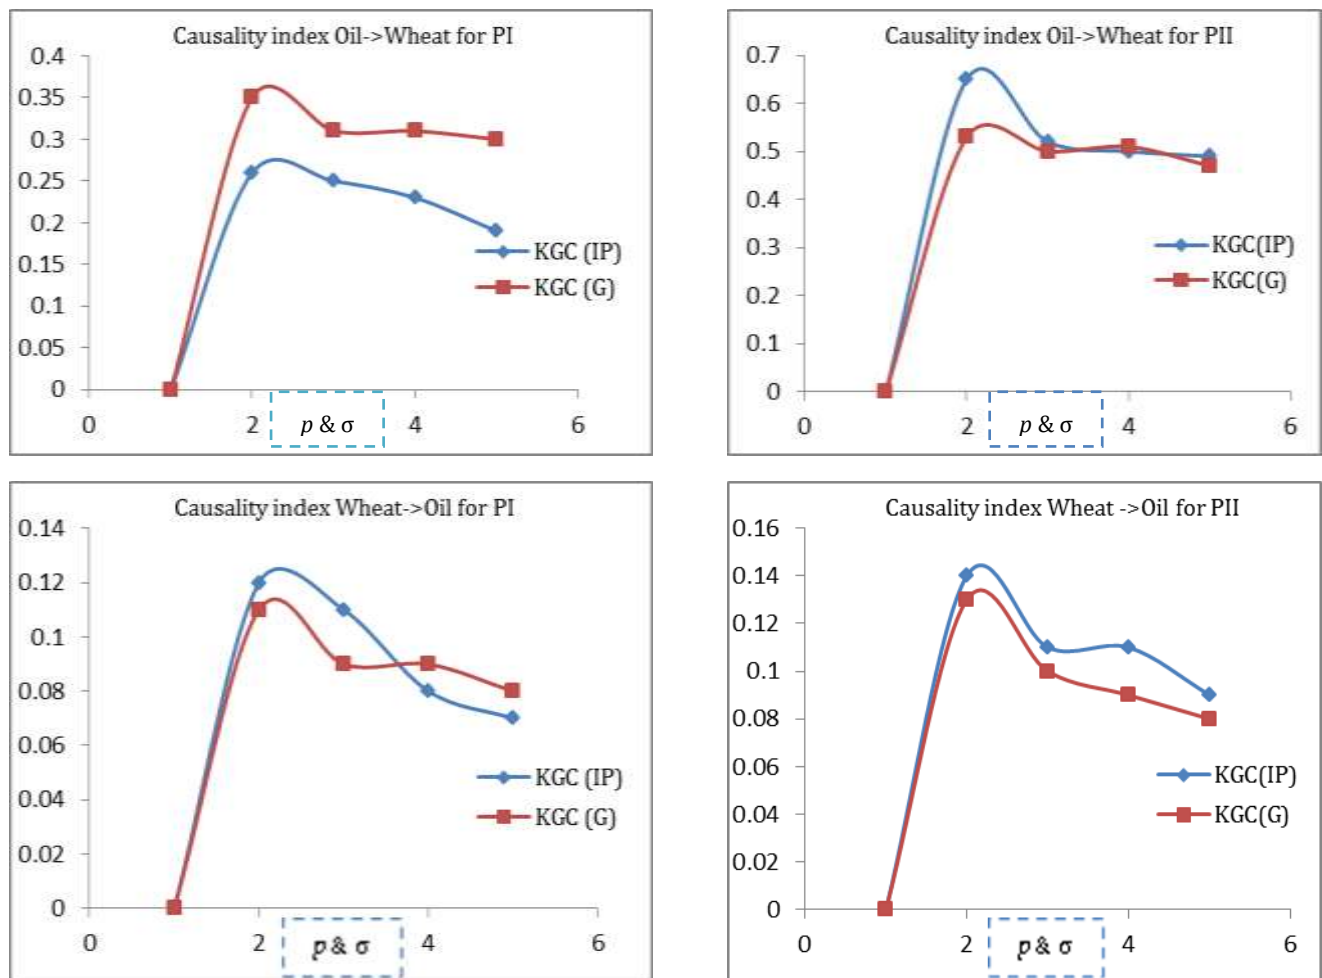 Causality index Oil->Wheat for PI
0.4
0.35
0.3
0.25
0.2
0.15
0.1
0.05
0
KGC (IP)
KGC (G)
0 2 4 6
p & σ
Causality index Oil->Wheat for PII
0.7
0.6
0.5
0.4
0.3
0.2
0.1
0
KGC(IP)
KGC(G)
0 2 4 6
p & σ
Causality index Wheat->Oil for PI
0.14
0.12
0.1
0.08
0.06
0.04
0.02
0
KGC (IP)
KGC (G)
0 2 4 6
p & σ
Causality index Wheat ->Oil for PII
0.16
0.14
0.12
0.1
0.08
0.06
0.04
0.02
0
KGC(IP)
KGC(G)
0 2 4 6
p & σ